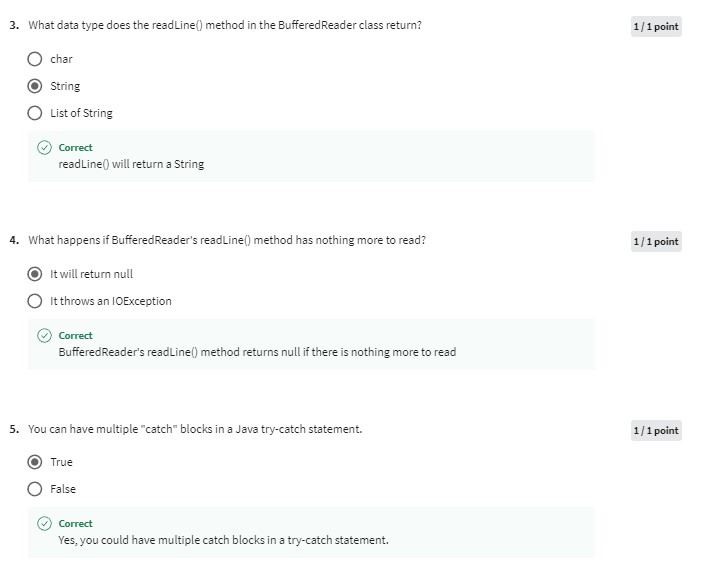 3. What data type does the readLine() method in the BufferedReader class return? 1 / 1 point
char
String
List of String
Correct
readLine() will return a String
4. What happens if BufferedReader's readLine() method has nothing more to read? 1 / 1 point
It will return null
It throws an IOException
Correct
BufferedReader's readLine() method returns null if there is nothing more to read
5. You can have multiple "catch" blocks in a Java try-catch statement. 1 / 1 point
True
False
Correct
Yes, you could have multiple catch blocks in a try-catch statement.